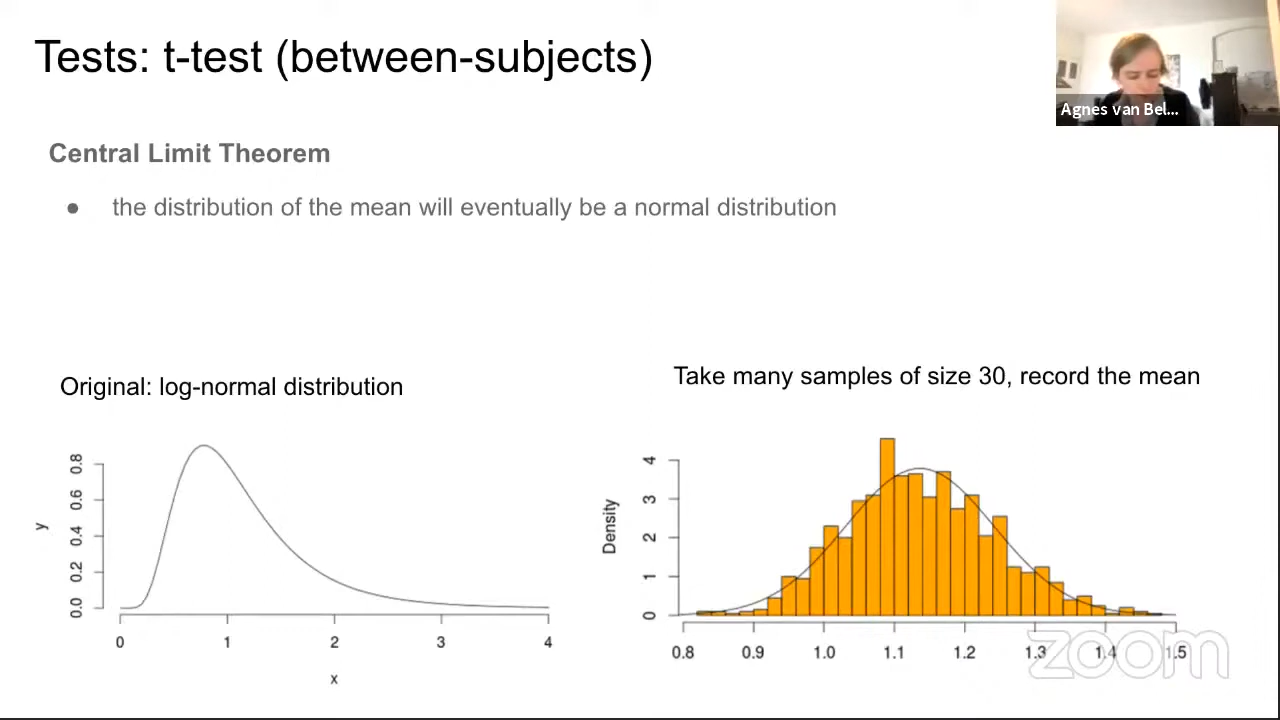 Tests: t-test (between-subjects)
Agnes van Bel...
Central Limit Theorem
● the distribution of the mean will eventually be a normal distribution
Original: log-normal distribution
Take many samples of size 30, record the mean
y
0.0 0.2 0.4 0.6 0.8
0 1 2 3 4
x
Density
0 1 2 3 4
0.8 0.9 1.0 1.1 1.2 1.3 1.4 1.5
zoom